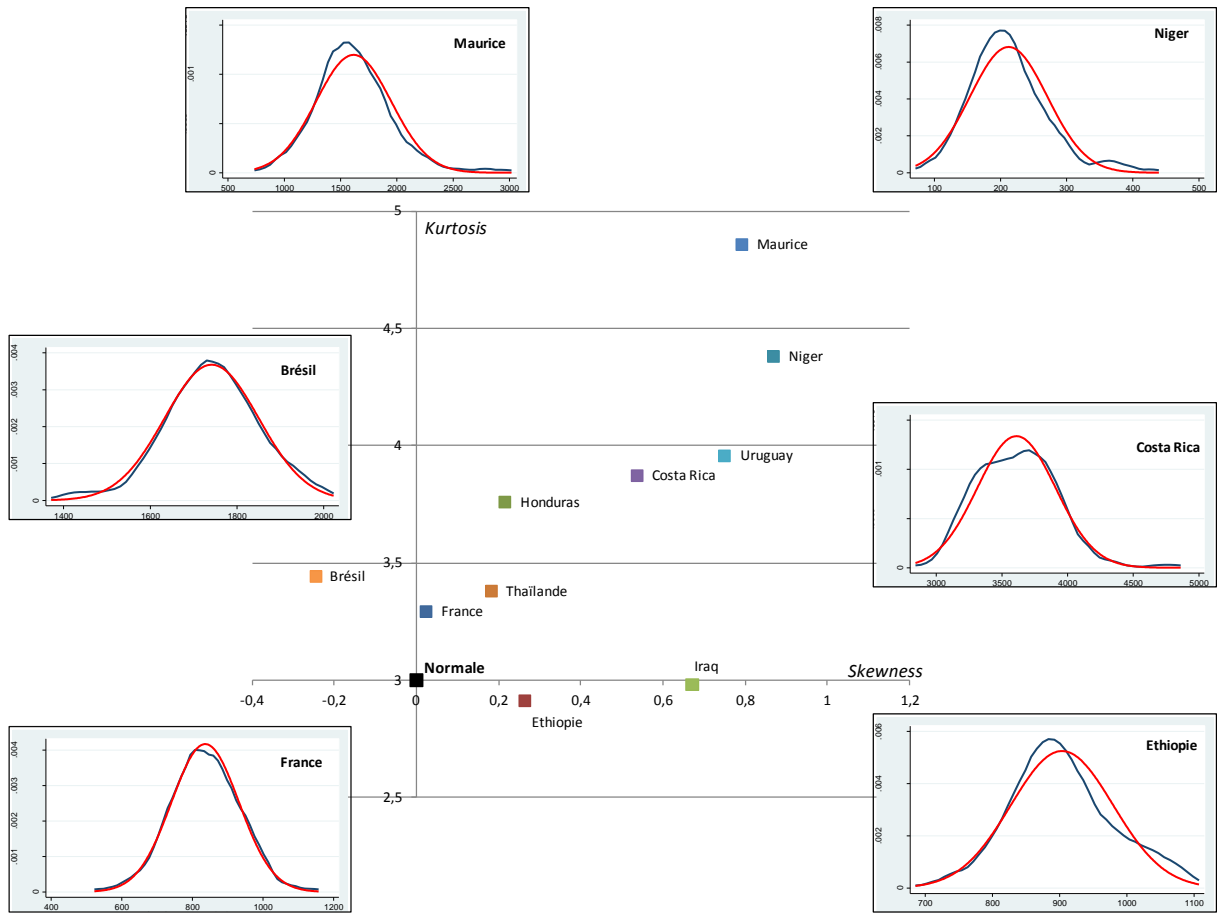 Maurice
.001
0
500 1000 1500 2000 2500 3000
Niger
.008
.006
.004
.002
0
100 200 300 400 500
5
Kurtosis
Maurice
4,5
Niger
Brésil
.004
.003
.002
.001
0
1400 1600 1800 2000
4
Uruguay
Costa Rica
Honduras
Costa Rica
.001
0
3000 3500 4000 4500 5000
3,5
Brésil
Thaïlande
France
Normale
Iraq
Skewness
3
-0,4 -0,2 0 0,2 0,4 0,6 0,8 1 1,2
Ethiopie
France
.004
.003
.002
.001
0
400 600 800 1000 1200
2,5
Ethiopie
.006
.004
.002
0
700 800 900 1000 1100